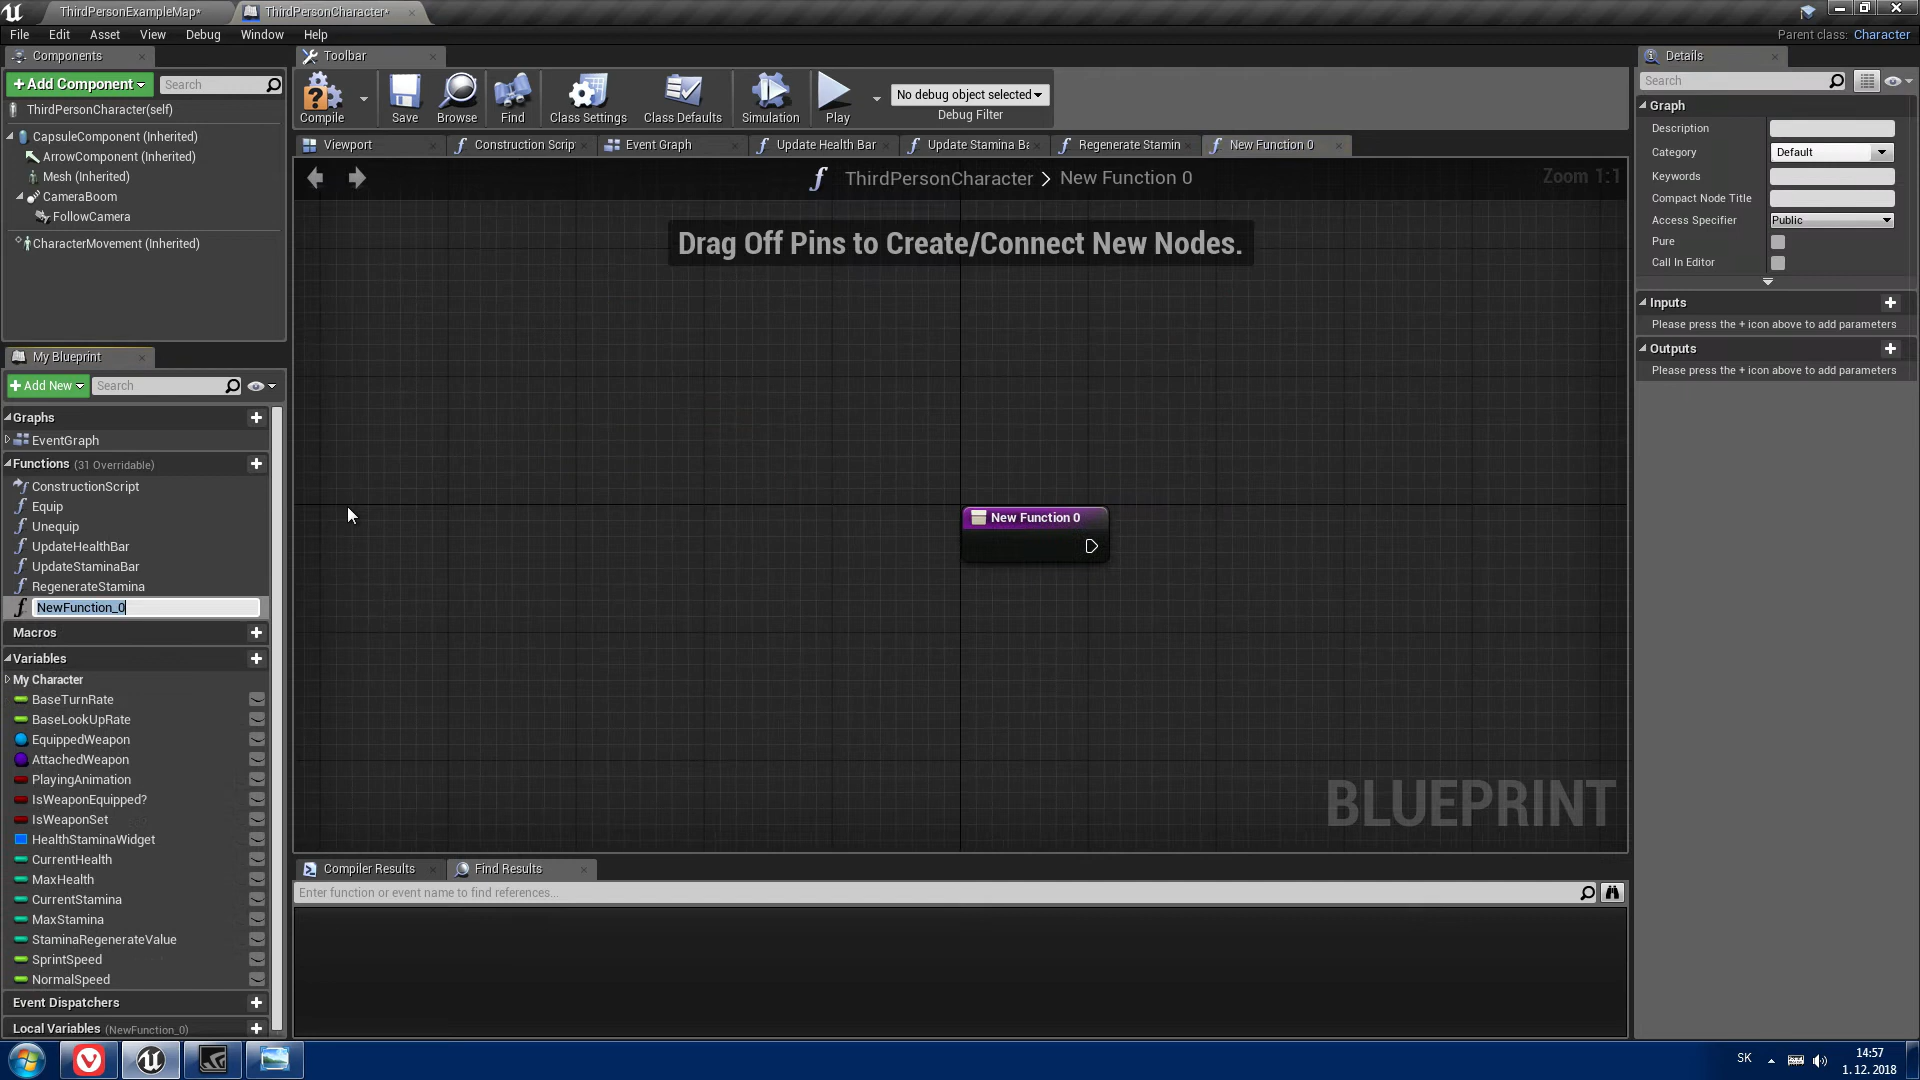 ThirdPersonExampleMap*
ThirdPersonCharacter*
File Edit Asset View Debug Window Help
Parent class: Character
Components
Toolbar
Details
+Add Component
Search
Compile
Save
Browse
Find
Class Settings
Class Defaults
Simulation
Play
No debug object selected
Debug Filter
ThirdPersonCharacter(self)
CapsuleComponent (Inherited)
ArrowComponent (Inherited)
Mesh (Inherited)
CameraBoom
FollowCamera
CharacterMovement (Inherited)
Viewport
Construction Scrip
Event Graph
Update Health Bar
Update Stamina Ba
Regenerate Stamin
New Function 0
ThirdPersonCharacter > New Function 0
Zoom 1:1
Drag Off Pins to Create/Connect New Nodes.
New Function 0
BLUEPRINT
My Blueprint
+Add New
Search
Graphs
EventGraph
Functions (31 Overridable)
ConstructionScript
Equip
Unequip
UpdateHealthBar
UpdateStaminaBar
RegenerateStamina
NewFunction_0
Macros
Variables
My Character
BaseTurnRate
BaseLookUpRate
EquippedWeapon
AttachedWeapon
PlayingAnimation
IsWeaponEquipped?
IsWeaponSet
HealthStaminaWidget
CurrentHealth
MaxHealth
CurrentStamina
MaxStamina
StaminaRegenerateValue
SprintSpeed
NormalSpeed
Event Dispatchers
Local Variables (NewFunction_0)
Compiler Results
Find Results
Enter function or event name to find references...
Search
Graph
Description
Category Default
Keywords
Compact Node Title
Access Specifier Public
Pure
Call In Editor
Inputs
Please press the + icon above to add parameters
Outputs
Please press the + icon above to add parameters
SK
14:57
1. 12. 2018